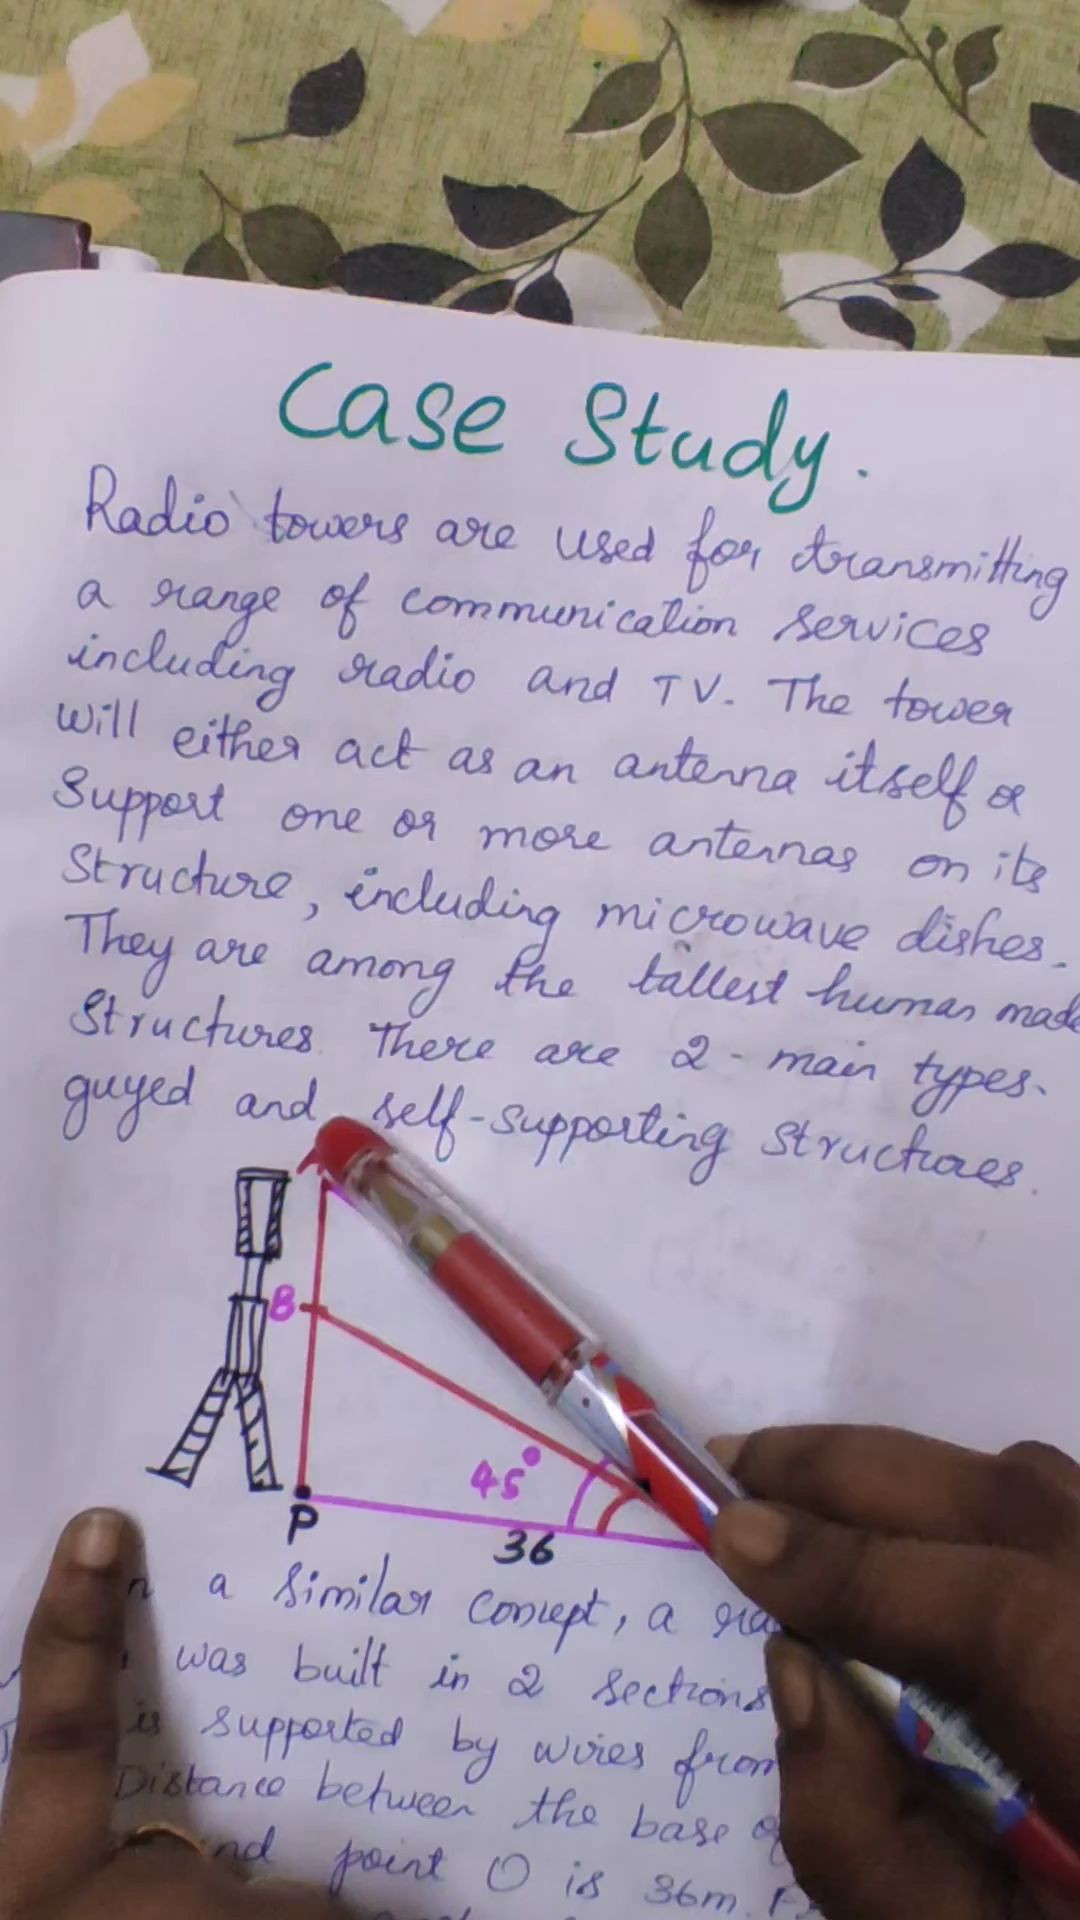 Case Study.
Radio towers are used for transmitting
a range of communication services
including radio and TV. The tower
will either act as an antenna itself or
Support one or more antennas on its
Structure, including microwave dishes.
They are among the tallest human made
Structures. There are 2 - main types.
guyed and self-supporting structures.
B
45°
P
36
a similar concept, a
was built in 2 sections
is supported by wires from
Distance between the base of
point O is 36m.